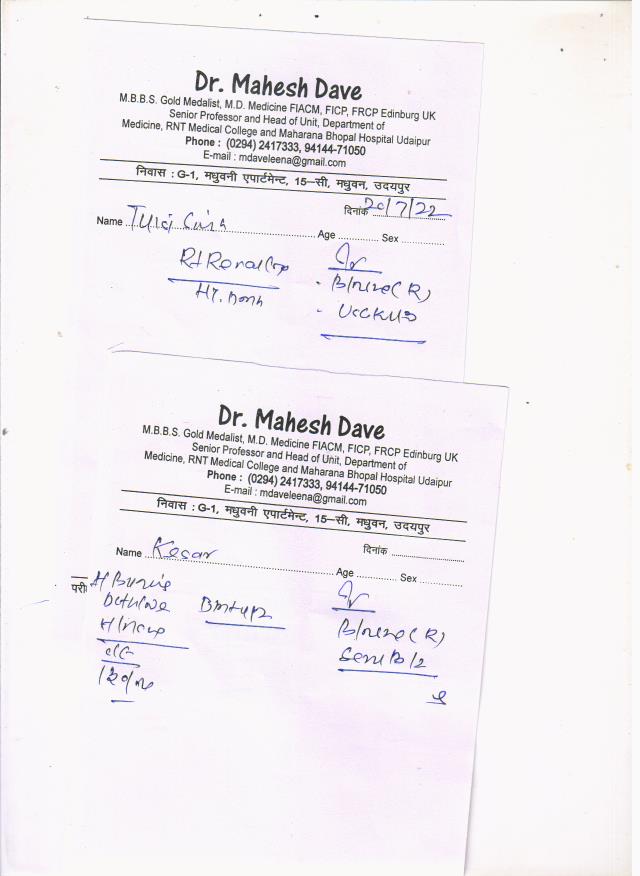 Dr. Mahesh Dave
M.B.B.S. Gold Medalist, M.D. Medicine FIACM, FICP, FRCP Edinburg UK
Senior Professor and Head of Unit, Department of
Medicine, RNT Medical College and Maharana Bhopal Hospital Udaipur
Phone : (0294) 2417333, 94144-71050
E-mail : mdaveleena@gmail.com
निवास : G-1, मधुवनी एपार्टमेन्ट, 15–सी, मधुवन, उदयपुर
दिनांक 20/7/22
Name Age Sex
Rt Renal
(R)
Dr. Mahesh Dave
M.B.B.S. Gold Medalist, M.D. Medicine FIACM, FICP, FRCP Edinburg UK
Senior Professor and Head of Unit, Department of
Medicine, RNT Medical College and Maharana Bhopal Hospital Udaipur
Phone : (0294) 2417333, 94144-71050
E-mail : mdaveleena@gmail.com
निवास : G-1, मधुवनी एपार्टमेन्ट, 15–सी, मधुवन, उदयपुर
दिनांक
Name Kesar Age Sex
परी
(R)